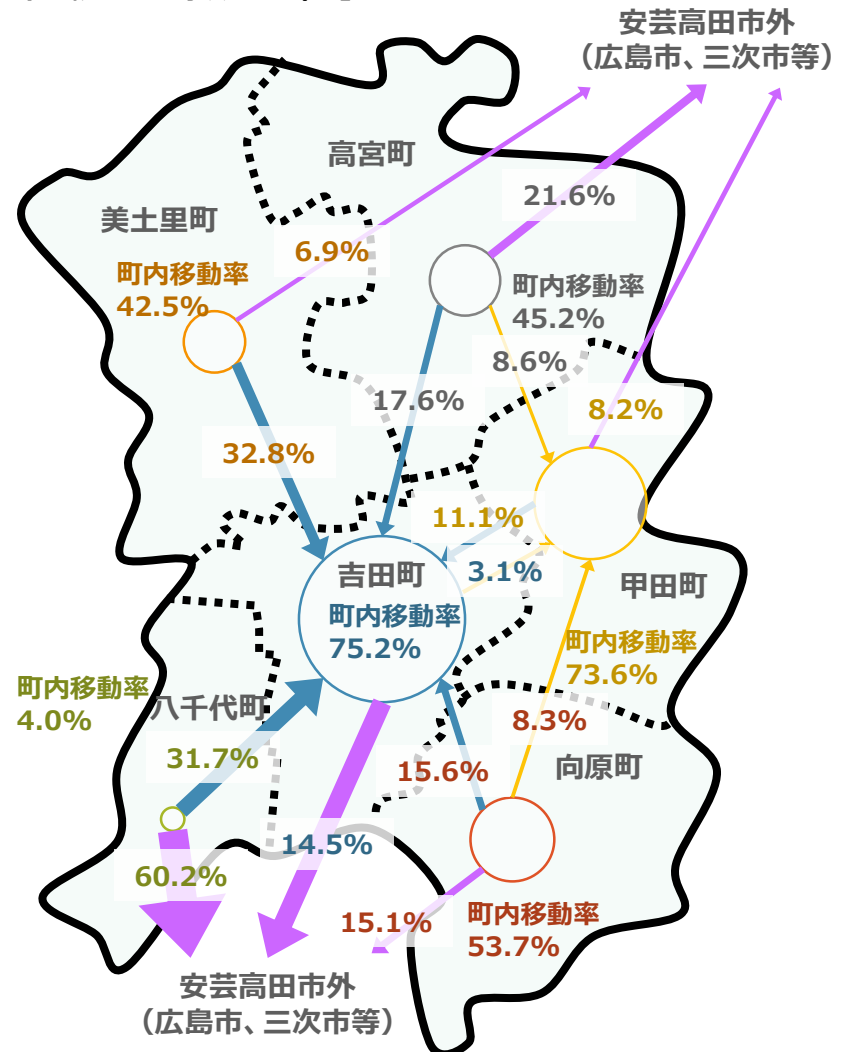 安芸高田市外
（広島市、三次市等）
高宮町
21.6%
美土里町
6.9%
町内移動率
42.5%
町内移動率
45.2%
8.6%
17.6%
8.2%
32.8%
11.1%
3.1%
吉田町
町内移動率
75.2%
甲田町
町内移動率
73.6%
町内移動率
4.0%
八千代町
31.7%
8.3%
15.6%
向原町
14.5%
60.2%
15.1%
町内移動率
53.7%
安芸高田市外
（広島市、三次市等）